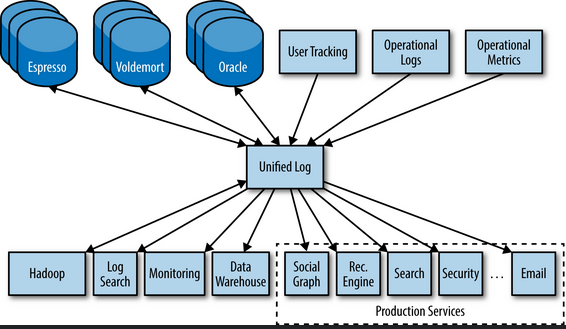 Espresso
Voldemort
Oracle
User Tracking
Operational
Logs
Operational
Metrics
Unified Log
Hadoop
Log
Search
Monitoring
Data
Warehouse
Social
Graph
Rec.
Engine
Search
Security
...
Email
Production Services